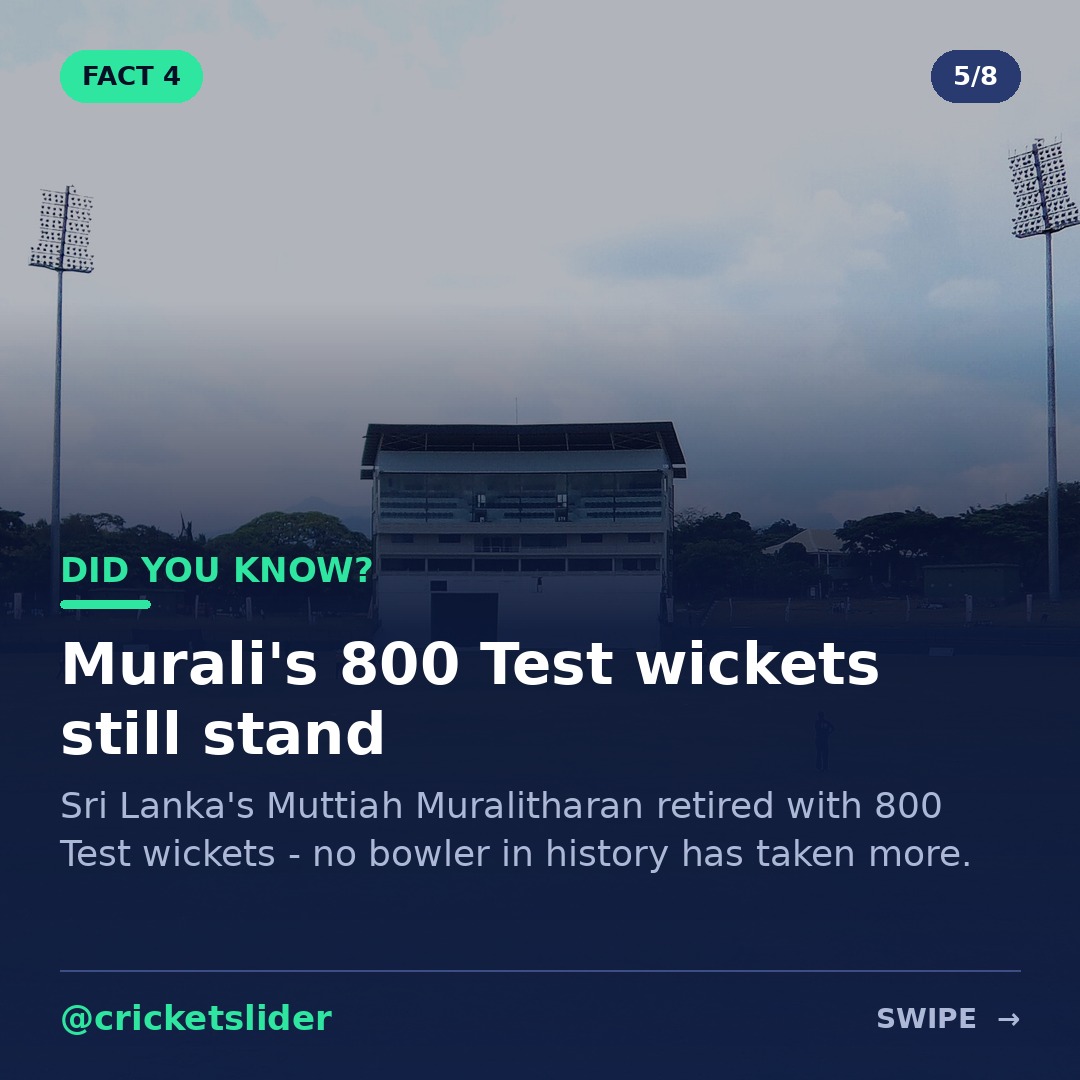 FACT 4
5/8
DID YOU KNOW?
Murali's 800 Test wickets
still stand
Sri Lanka's Muttiah Muralitharan retired with 800
Test wickets - no bowler in history has taken more.
@cricketslider
SWIPE →